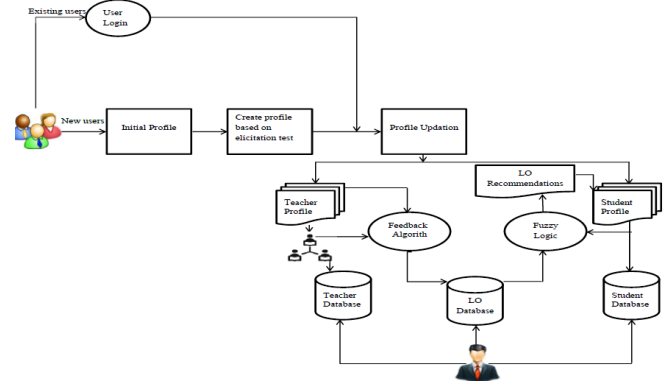 Existing users
User
Login
New users
Initial Profile
Create profile
based on
elicitation test
Profile Updation
LO
Recommendations
Teacher
Profile
Feedback
Algorith
Fuzzy
Logic
Student
Profile
Teacher
Database
LO
Database
Student
Database